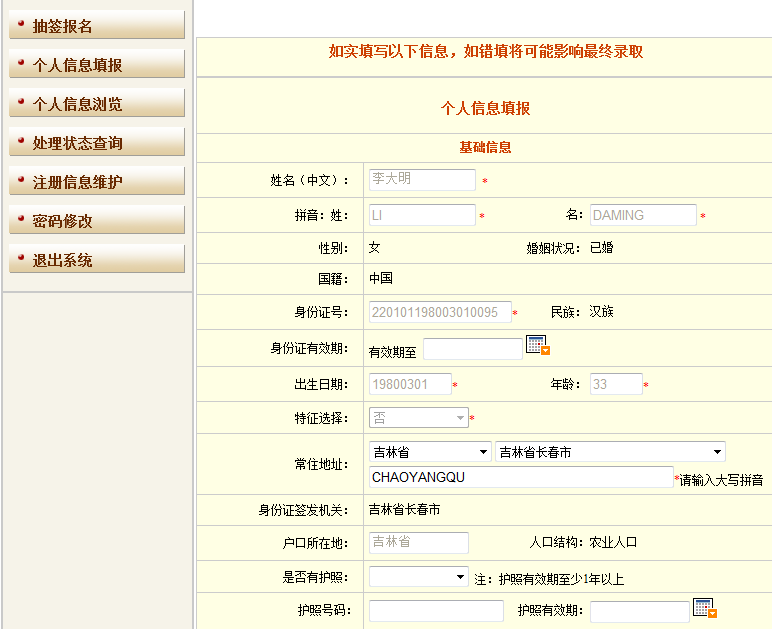 抽签报名
个人信息填报
个人信息浏览
处理状态查询
注册信息维护
密码修改
退出系统
如实填写以下信息，如错填将可能影响最终录取
个人信息填报
基础信息
姓名（中文）： 李大明 *
拼音：姓： LI * 名： DAMING *
性别： 女 婚姻状况： 已婚
国籍： 中国
身份证号： 220101198003010095 * 民族： 汉族
身份证有效期： 有效期至
出生日期： 19800301 * 年龄： 33 *
特征选择： 否 *
常住地址： 吉林省 吉林省长春市
CHAOYANGQU *请输入大写拼音
身份证签发机关： 吉林省长春市
户口所在地： 吉林省 人口结构： 农业人口
是否有护照： 注：护照有效期至少1年以上
护照号码： 护照有效期：